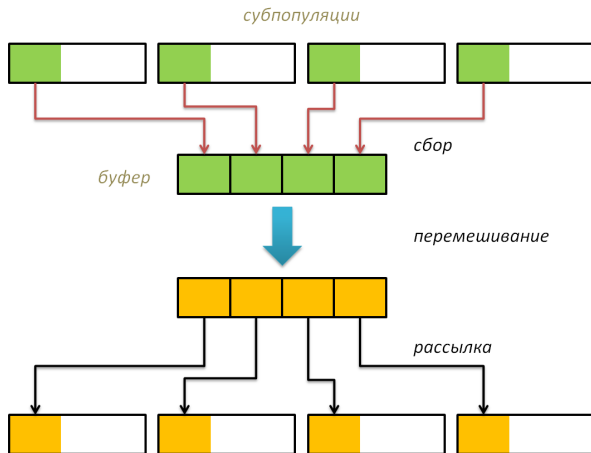 субпопуляции
сбор
буфер
перемешивание
рассылка